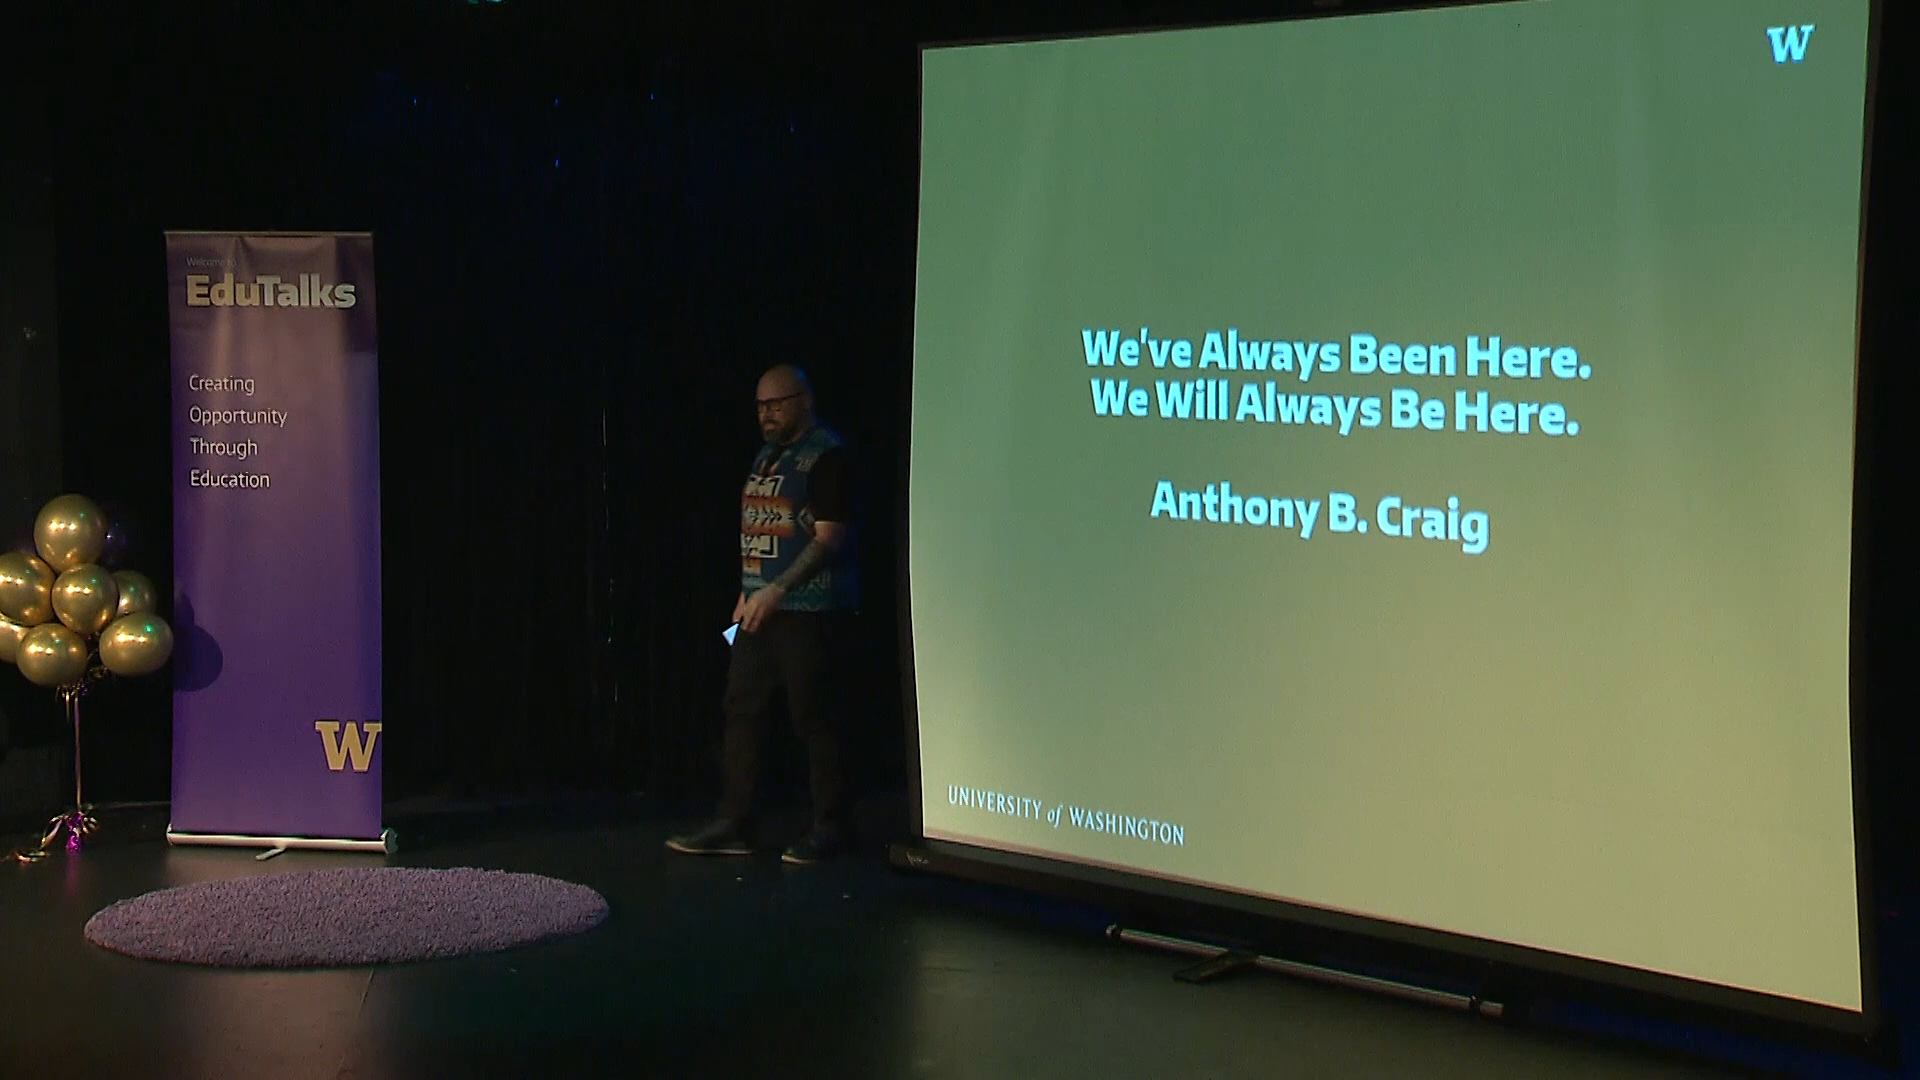 Welcome to
EduTalks
Creating
Opportunity
Through
Education
W
W
We've Always Been Here.
We Will Always Be Here.
Anthony B. Craig
UNIVERSITY of WASHINGTON